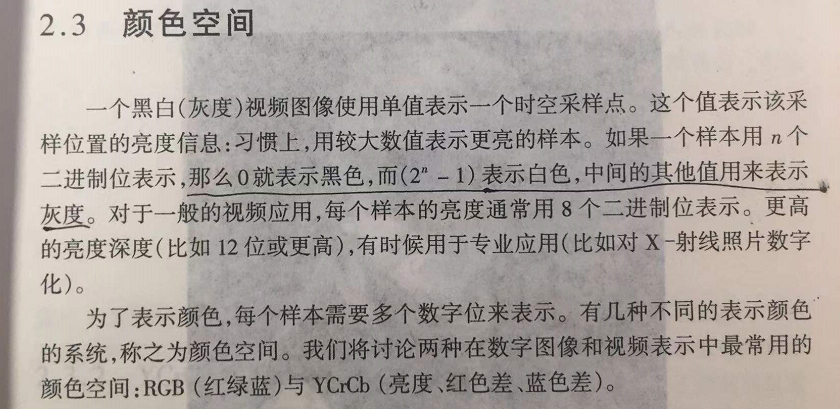 2.3 颜色空间
一个黑白(灰度)视频图像使用单值表示一个时空采样点。这个值表示该采
样位置的亮度信息:习惯上,用较大数值表示更亮的样本。如果一个样本用 n 个
二进制位表示,那么0就表示黑色,而(2ⁿ－1)表示白色,中间的其他值用来表示
灰度。对于一般的视频应用,每个样本的亮度通常用 8 个二进制位表示。更高
的亮度深度(比如 12 位或更高),有时候用于专业应用(比如对 X-射线照片数字
化)。
为了表示颜色,每个样本需要多个数字位来表示。有几种不同的表示颜色
的系统,称之为颜色空间。我们将讨论两种在数字图像和视频表示中最常用的
颜色空间:RGB (红绿蓝)与 YCrCb (亮度、红色差、蓝色差)。